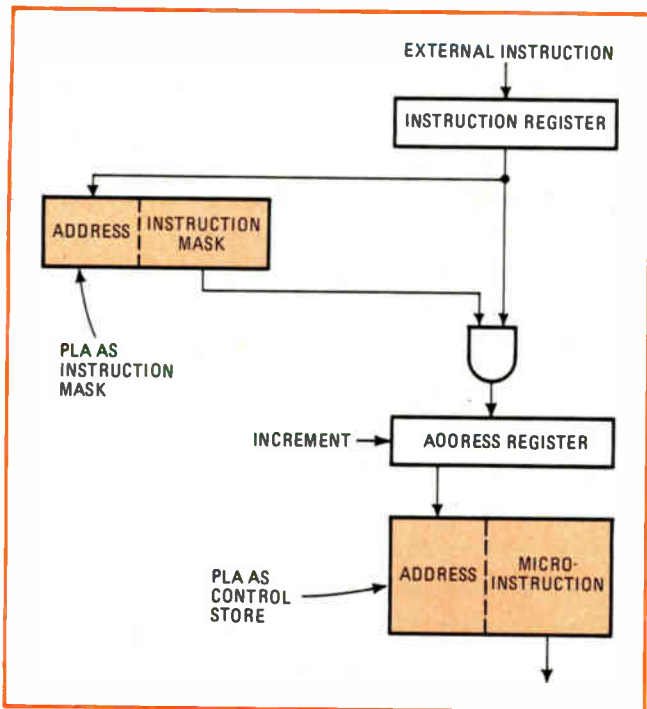 EXTERNAL INSTRUCTION
INSTRUCTION REGISTER
ADDRESS
INSTRUCTION
MASK
PLA AS
INSTRUCTION
MASK
INCREMENT
ADDRESS REGISTER
ADDRESS
MICRO-
INSTRUCTION
PLA AS
CONTROL
STORE